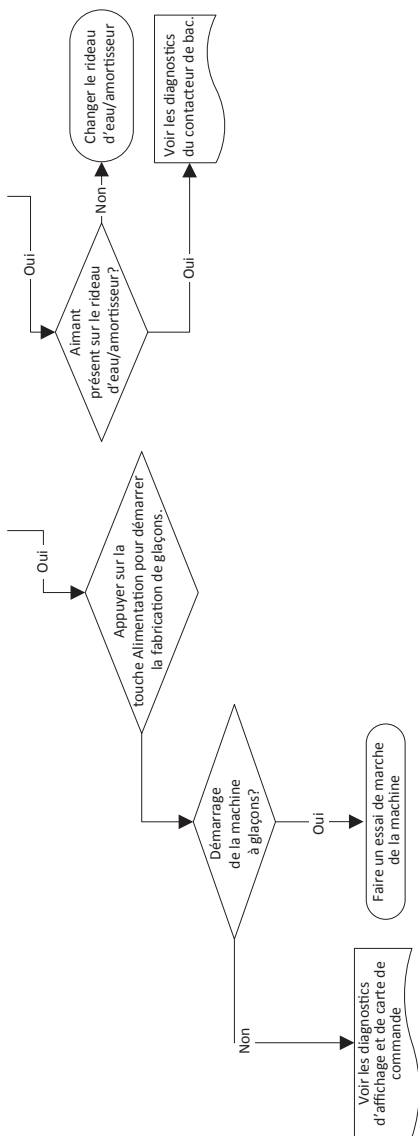 Oui
Appuyer sur la
touche Alimentation pour démarrer
la fabrication de glaçons.
Démarrage
de la machine
à glaçons?
Non
Voir les diagnostics
d'affichage et de carte de
commande
Oui
Faire un essai de marche
de la machine
Oui
Aimant
présent sur le rideau
d'eau/amortisseur?
Non
Changer le rideau
d'eau/amortisseur
Oui
Voir les diagnostics
du contacteur de bac.